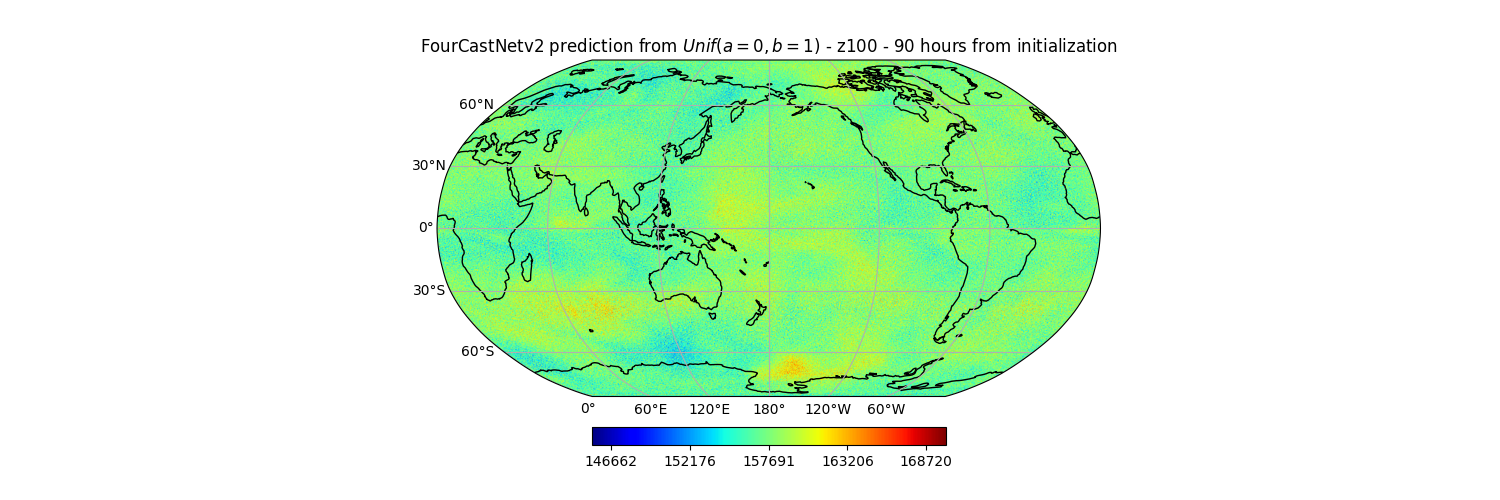 FourCastNetv2 prediction from Unif(a = 0, b = 1) - z100 - 90 hours from initialization
60°N
30°N
0°
30°S
60°S
0° 60°E 120°E 180° 120°W 60°W
146662 152176 157691 163206 168720